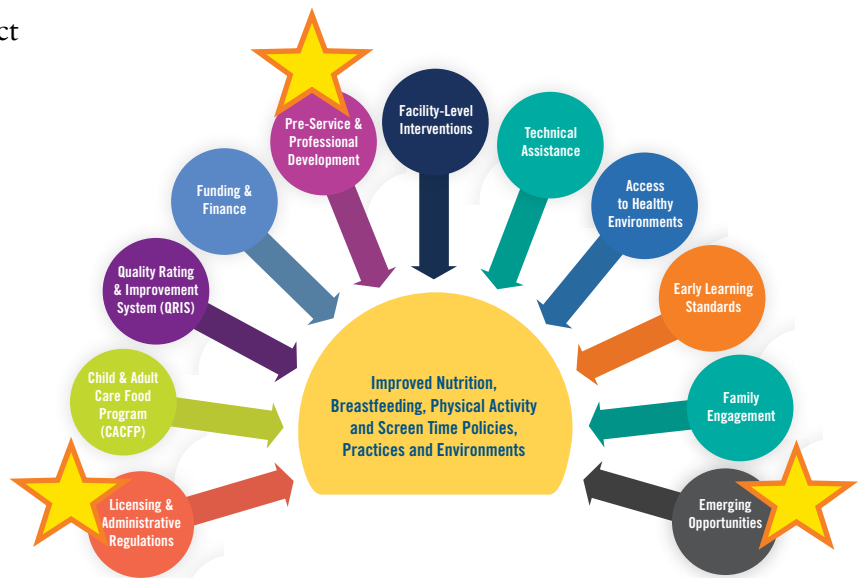 ct
Pre-Service &
Professional
Development
Facility-Level
Interventions
Technical
Assistance
Funding &
Finance
Access
to Healthy
Environments
Quality Rating
& Improvement
System (QRIS)
Early Learning
Standards
Child & Adult
Care Food
Program
(CACFP)
Improved Nutrition,
Breastfeeding, Physical Activity
and Screen Time Policies,
Practices and Environments
Family
Engagement
Licensing &
Administrative
Regulations
Emerging
Opportunities